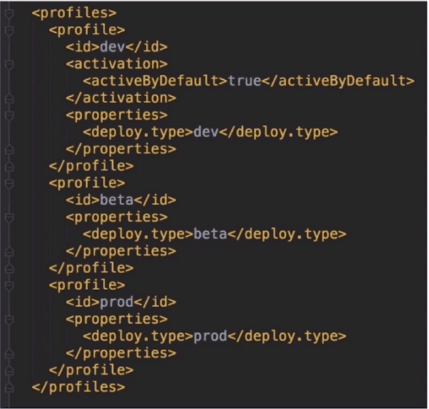 <profiles>
<profile>
<id>dev</id>
<activation>
<activeByDefault>true</activeByDefault>
</activation>
<properties>
<deploy.type>dev</deploy.type>
</properties>
</profile>
<profile>
<id>beta</id>
<properties>
<deploy.type>beta</deploy.type>
</properties>
</profile>
<profile>
<id>prod</id>
<properties>
<deploy.type>prod</deploy.type>
</properties>
</profile>
</profiles>